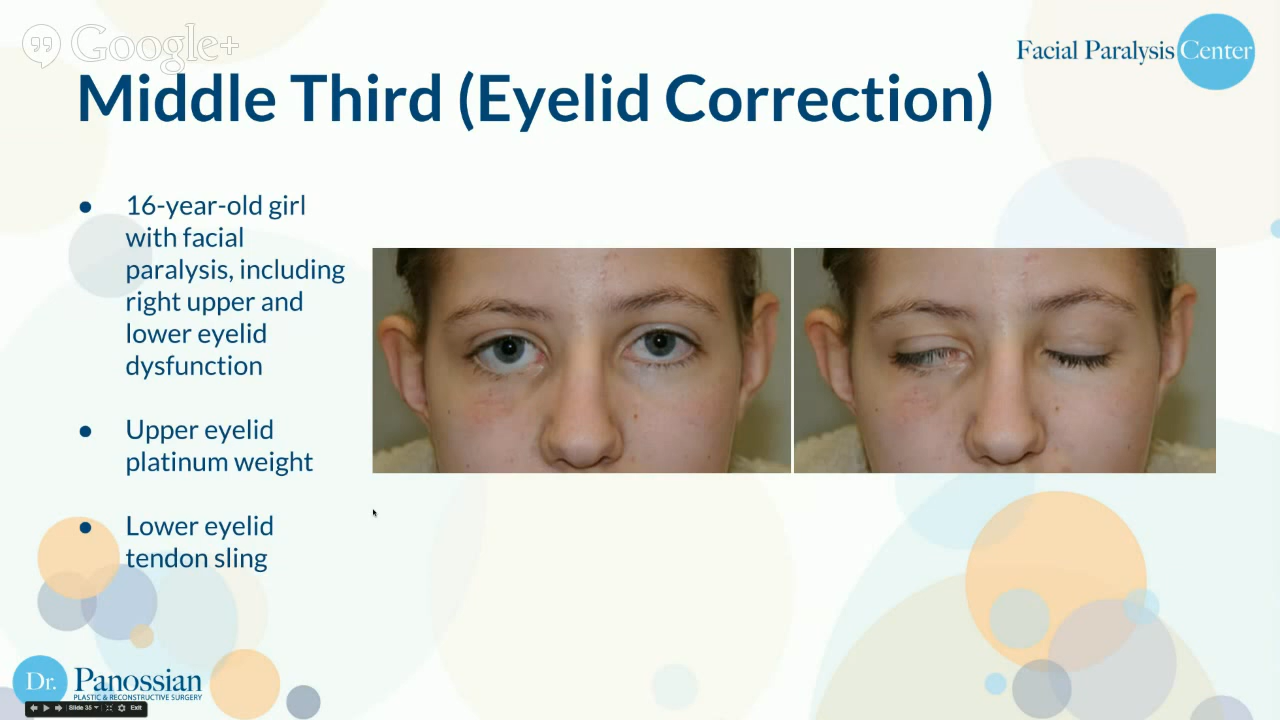 Google+
Facial Paralysis Center
Middle Third (Eyelid Correction)
● 16-year-old girl
with facial
paralysis, including
right upper and
lower eyelid
dysfunction
● Upper eyelid
platinum weight
● Lower eyelid
tendon sling
Dr. Panossian
PLASTIC & RECONSTRUCTIVE SURGERY
Slide 35
Exit